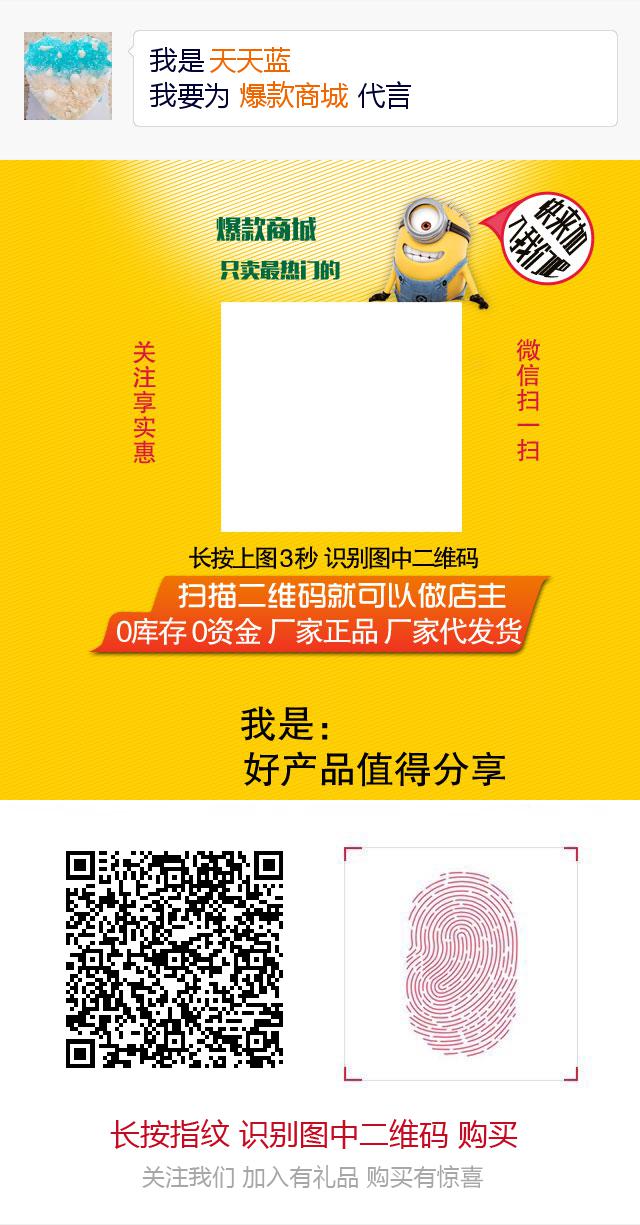 我是天天蓝
我要为 爆款商城 代言
爆款商城
只卖最热门的
快来加
入我们吧
关注享实惠
微信扫一扫
长按上图3秒 识别图中二维码
扫描二维码就可以做店主
0库存 0资金 厂家正品 厂家代发货
我是：
好产品值得分享
长按指纹 识别图中二维码 购买
关注我们 加入有礼品 购买有惊喜